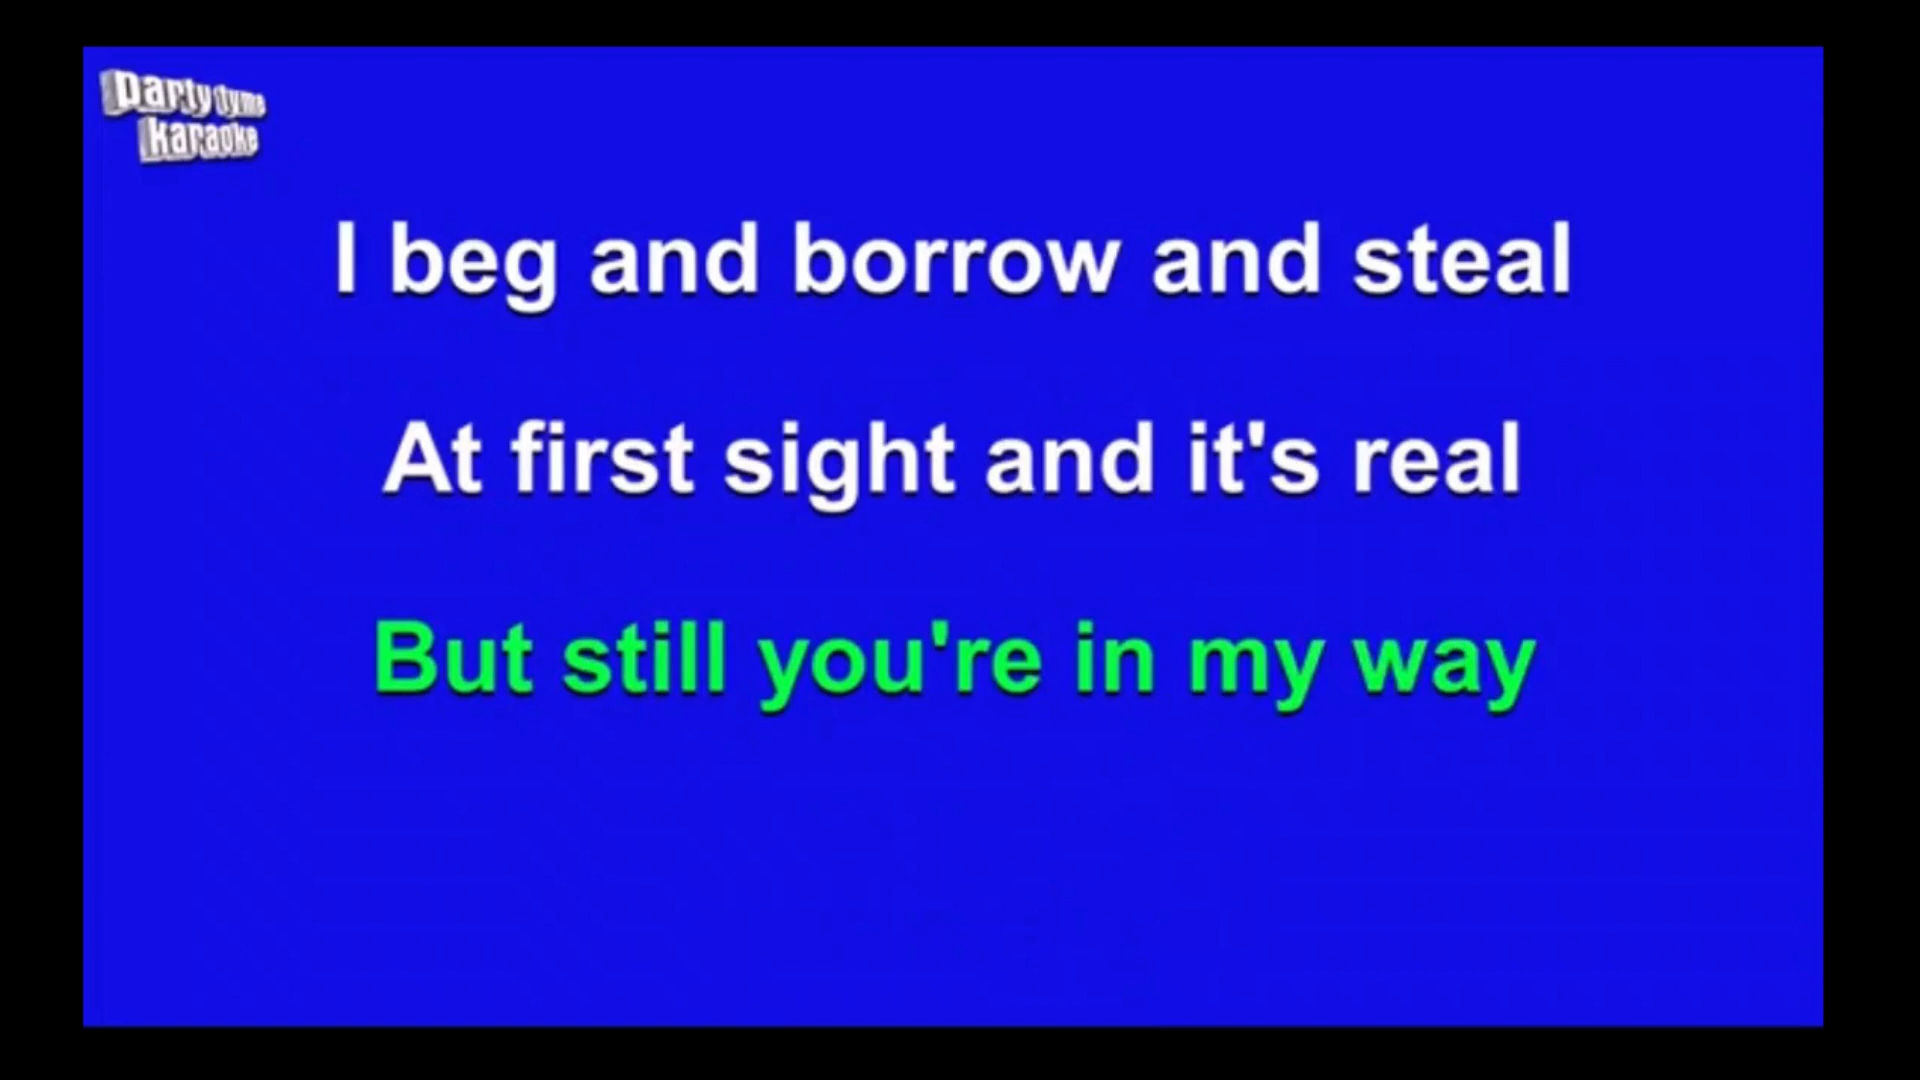 party tyme
karaoke
I beg and borrow and steal
At first sight and it's real
But still you're in my way